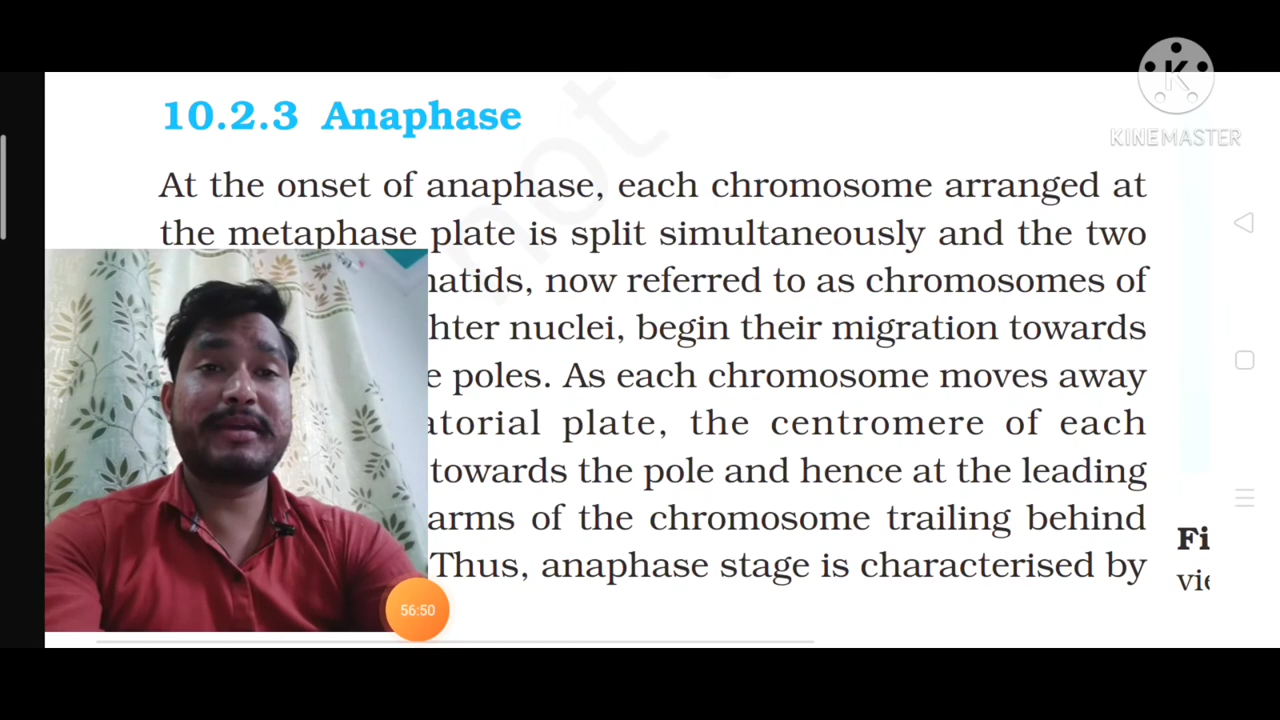 K
KINEMASTER
10.2.3 Anaphase
not
At the onset of anaphase, each chromosome arranged at
the metaphase plate is split simultaneously and the two
matids, now referred to as chromosomes of
hter nuclei, begin their migration towards
e poles. As each chromosome moves away
atorial plate, the centromere of each
towards the pole and hence at the leading
arms of the chromosome trailing behind
Thus, anaphase stage is characterised by
Fi
vie
56:50